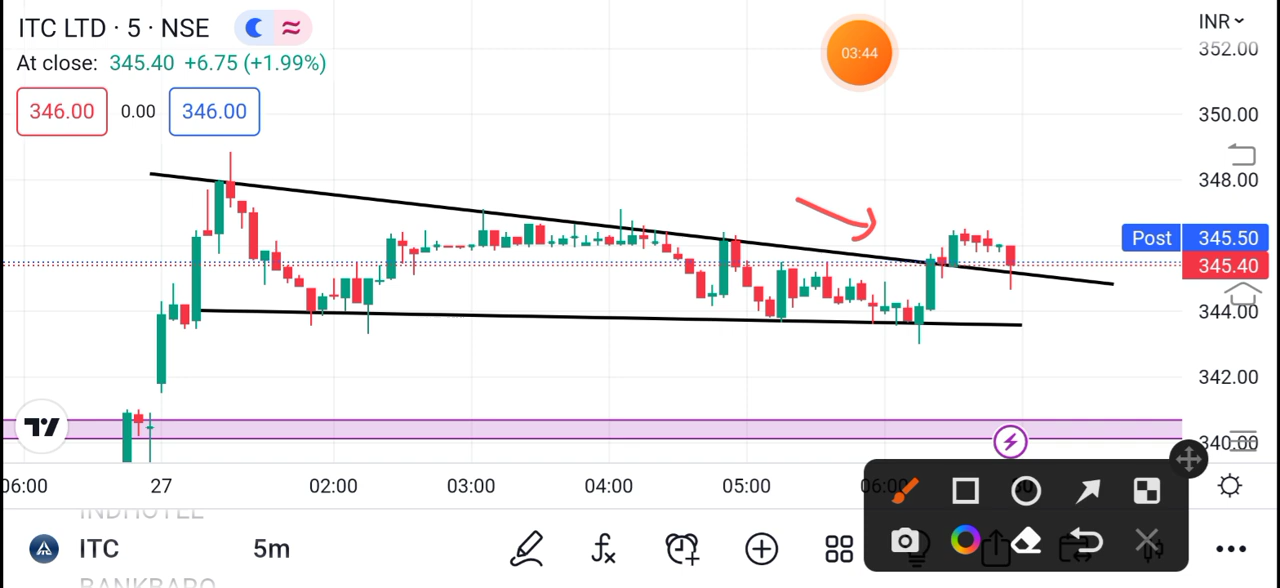 ITC LTD · 5 · NSE
INR
03:44
352.00
At close: 345.40 +6.75 (+1.99%)
346.00 0.00 346.00
350.00
348.00
Post 345.50
345.40
344.00
342.00
340.00
06:00 27 02:00 03:00 04:00 05:00 06:00
INDHOTEL
ITC 5m
BANKBARO